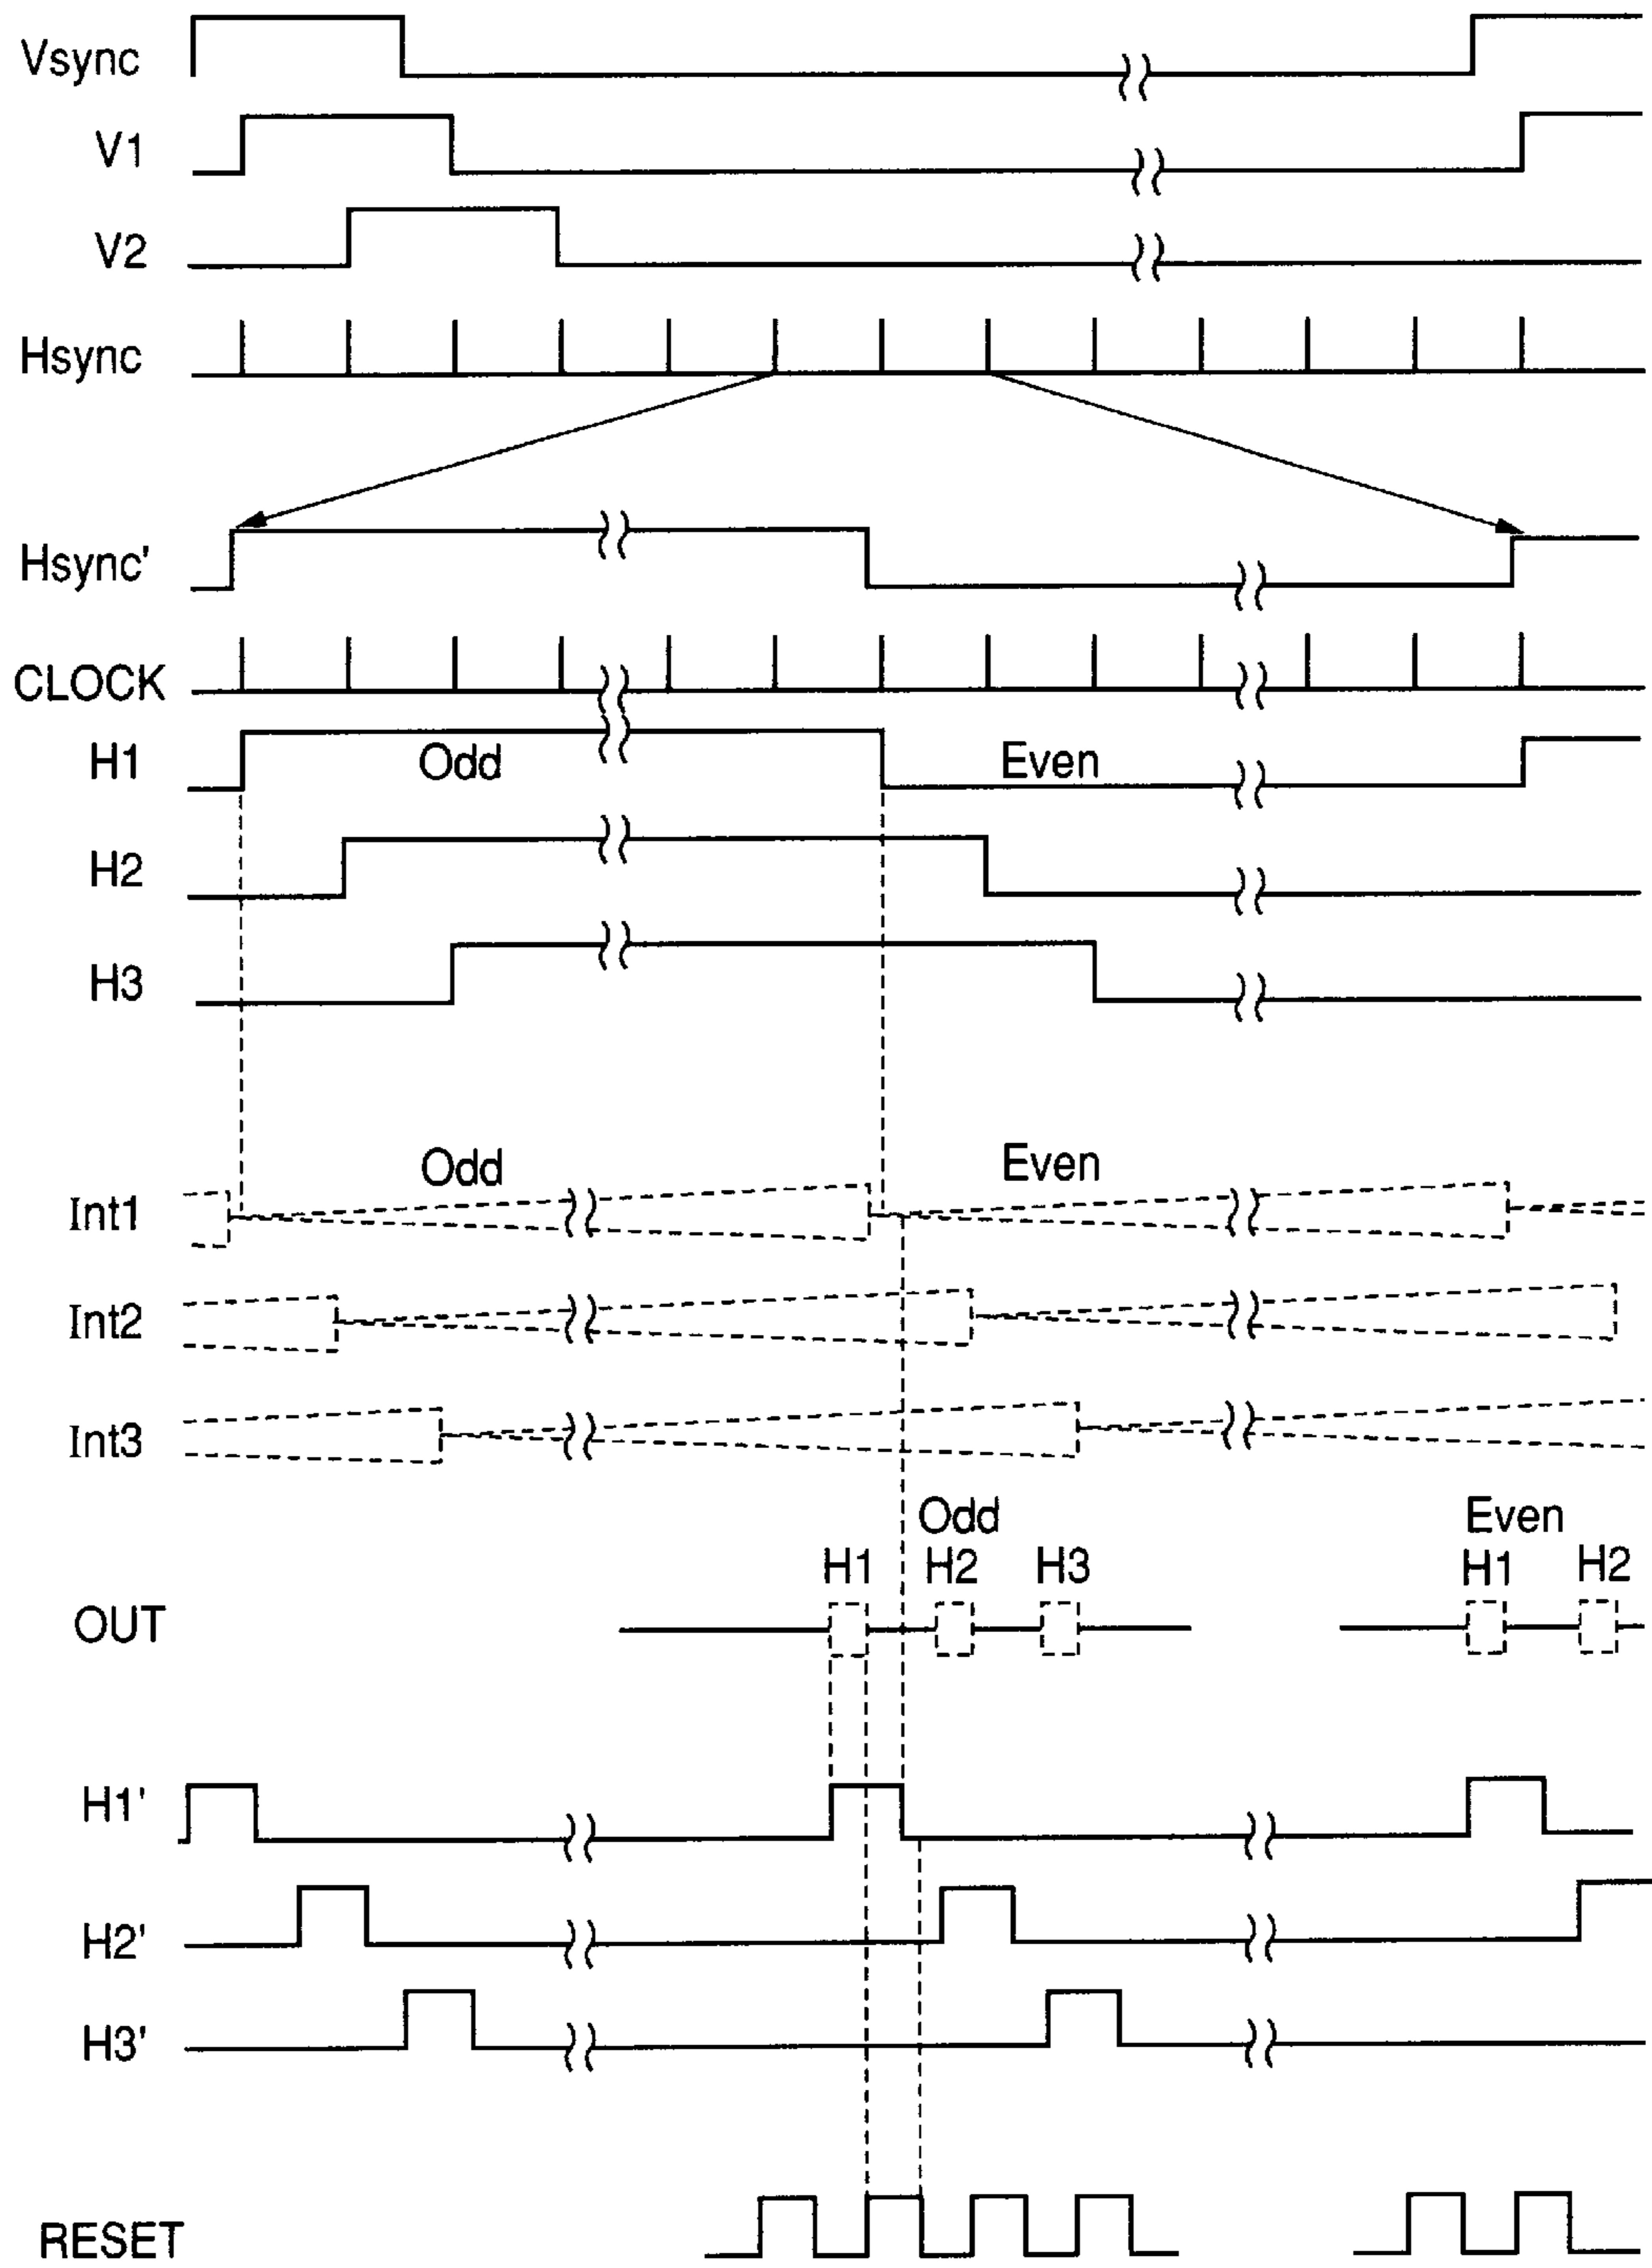 Vsync
V1
V2
Hsync
Hsync'
CLOCK
H1 Odd Even
H2
H3
Odd Even
Int1
Int2
Int3
Odd Even
H1 H2 H3 H1 H2
OUT
H1'
H2'
H3'
RESET